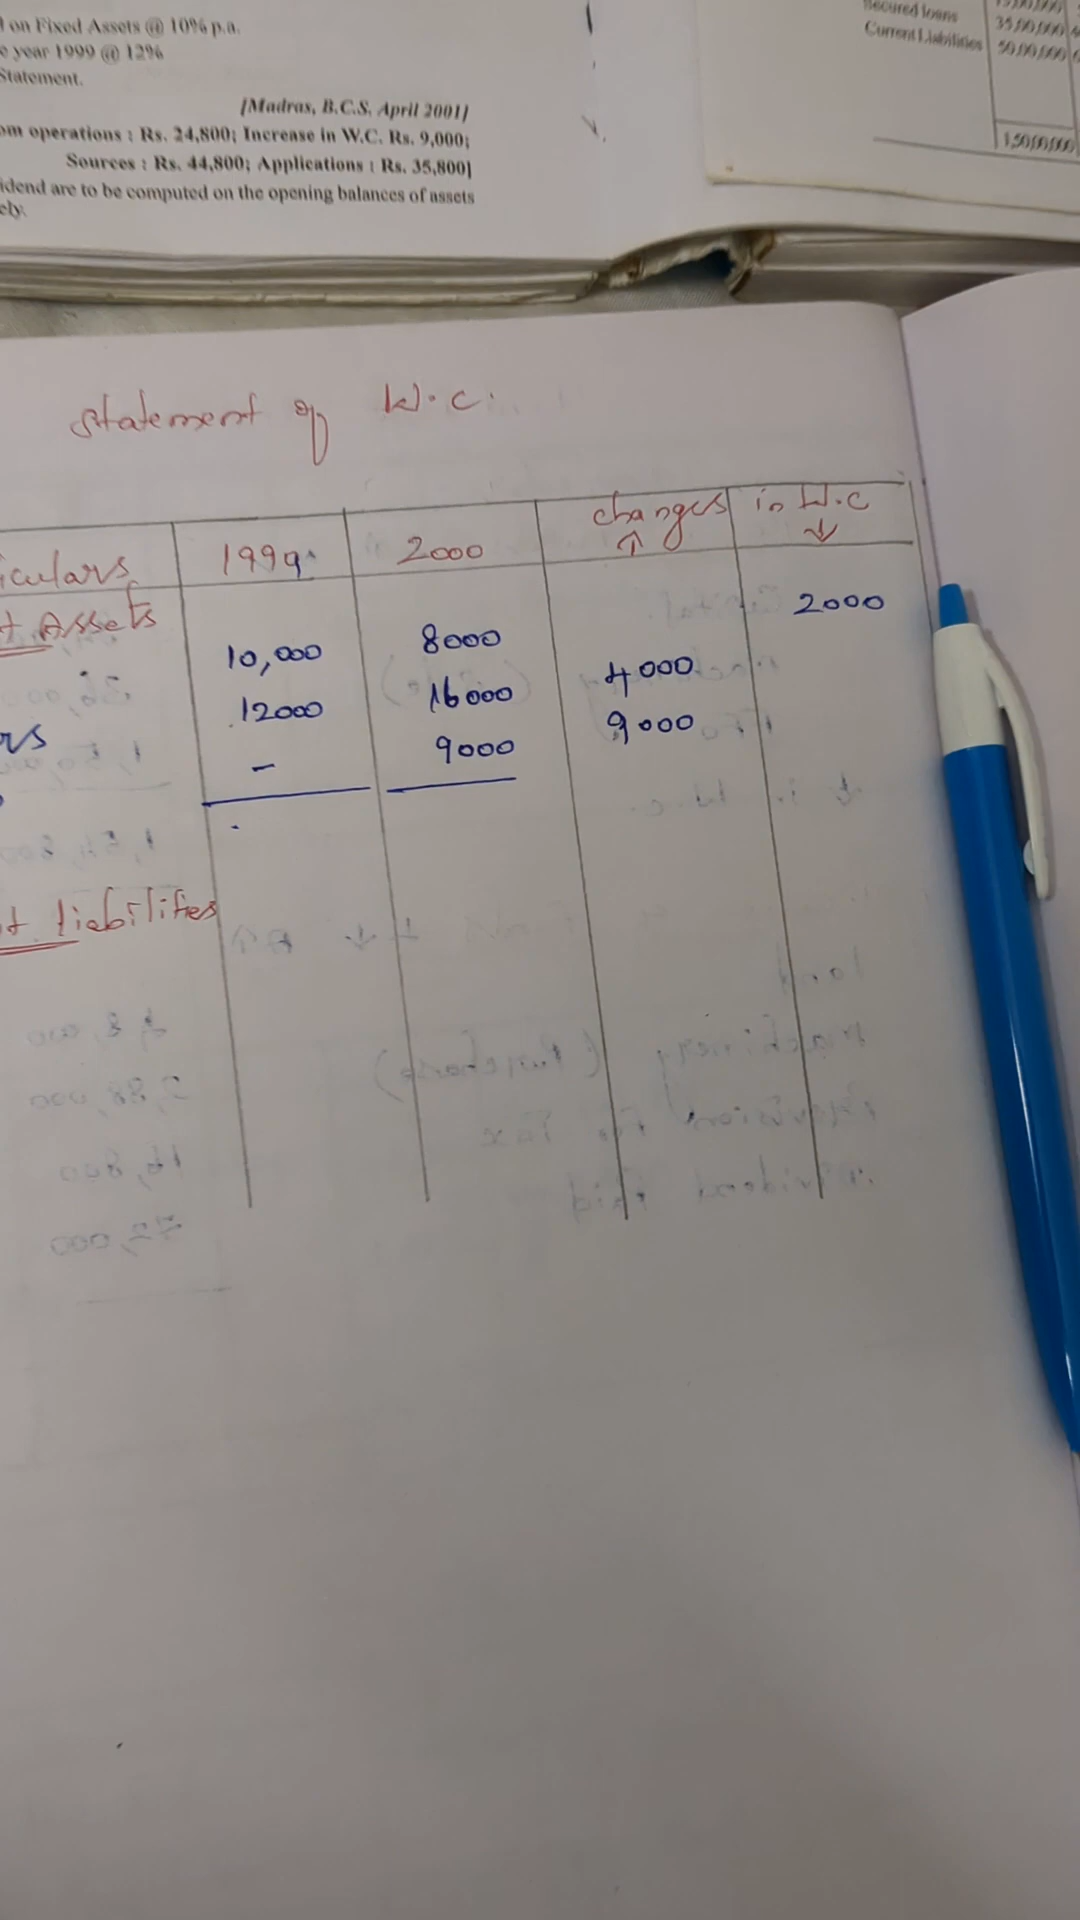 on Fixed Assets @ 10% p.a.
year 1999 @ 12%
Statement.
[Madras, B.C.S. April 2001]
om operations : Rs. 24,800; Increase in W.C. Rs. 9,000;
Sources : Rs. 44,800; Applications : Rs. 35,800]
idend are to be computed on the opening balances of assets
ely.
Secured loans 35,00,000
Current Liabilities 50,00,000
1,50,00,000
Statement of W.C.
iculars 1999 2000 changes in W.C
↑ ↓
t Assets
10,000 8000 2000
12000 16000 4000
rs - 9000 9000
t liabilities